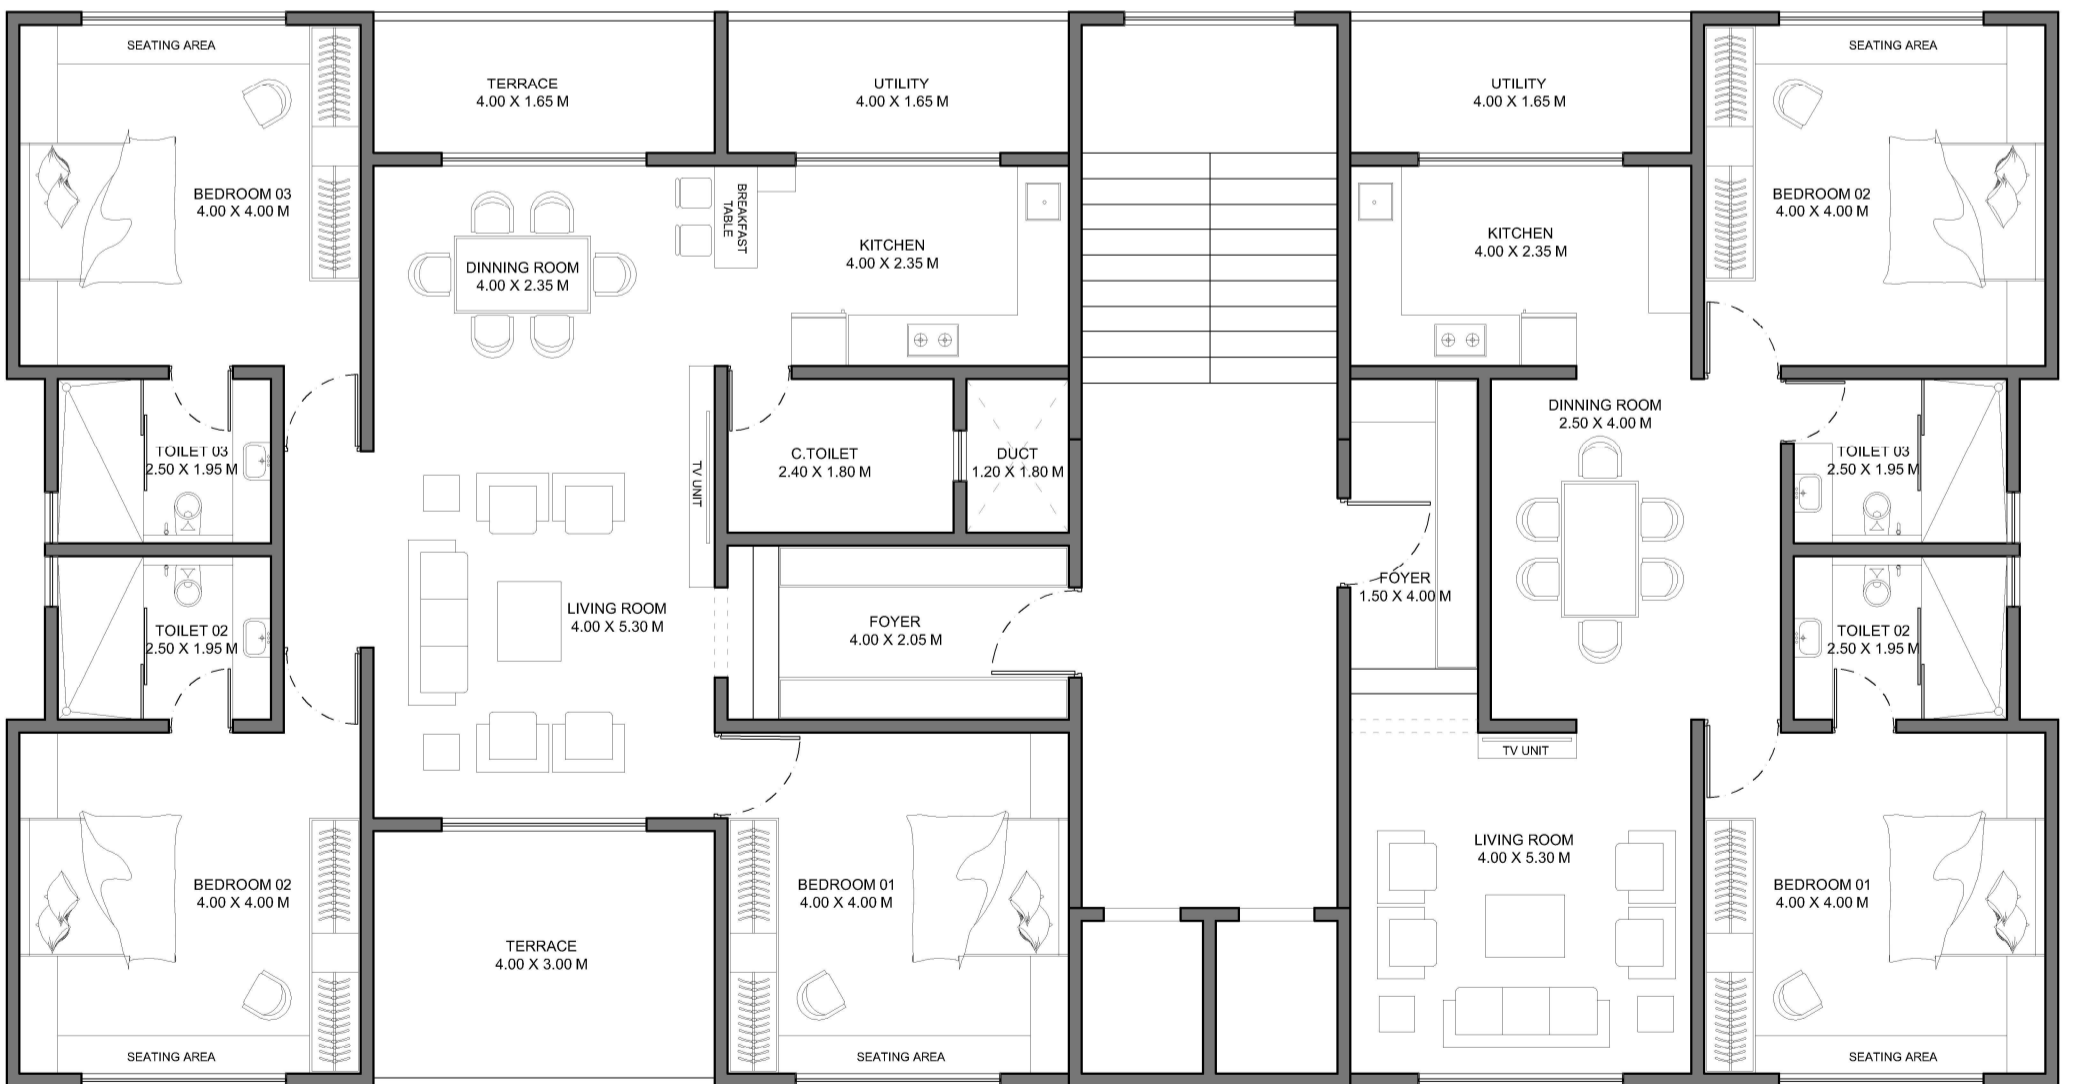 SEATING AREA
TERRACE
4.00 X 1.65 M
UTILITY
4.00 X 1.65 M
UTILITY
4.00 X 1.65 M
SEATING AREA
BEDROOM 03
4.00 X 4.00 M
BREAKFAST
TABLE
DINNING ROOM
4.00 X 2.35 M
KITCHEN
4.00 X 2.35 M
KITCHEN
4.00 X 2.35 M
BEDROOM 02
4.00 X 4.00 M
DINNING ROOM
2.50 X 4.00 M
TOILET 03
2.50 X 1.95 M
TV UNIT
C.TOILET
2.40 X 1.80 M
DUCT
1.20 X 1.80 M
TOILET 03
2.50 X 1.95 M
TOILET 02
2.50 X 1.95 M
LIVING ROOM
4.00 X 5.30 M
FOYER
4.00 X 2.05 M
FOYER
1.50 X 4.00 M
TOILET 02
2.50 X 1.95 M
TV UNIT
LIVING ROOM
4.00 X 5.30 M
BEDROOM 02
4.00 X 4.00 M
TERRACE
4.00 X 3.00 M
BEDROOM 01
4.00 X 4.00 M
BEDROOM 01
4.00 X 4.00 M
SEATING AREA
SEATING AREA
SEATING AREA